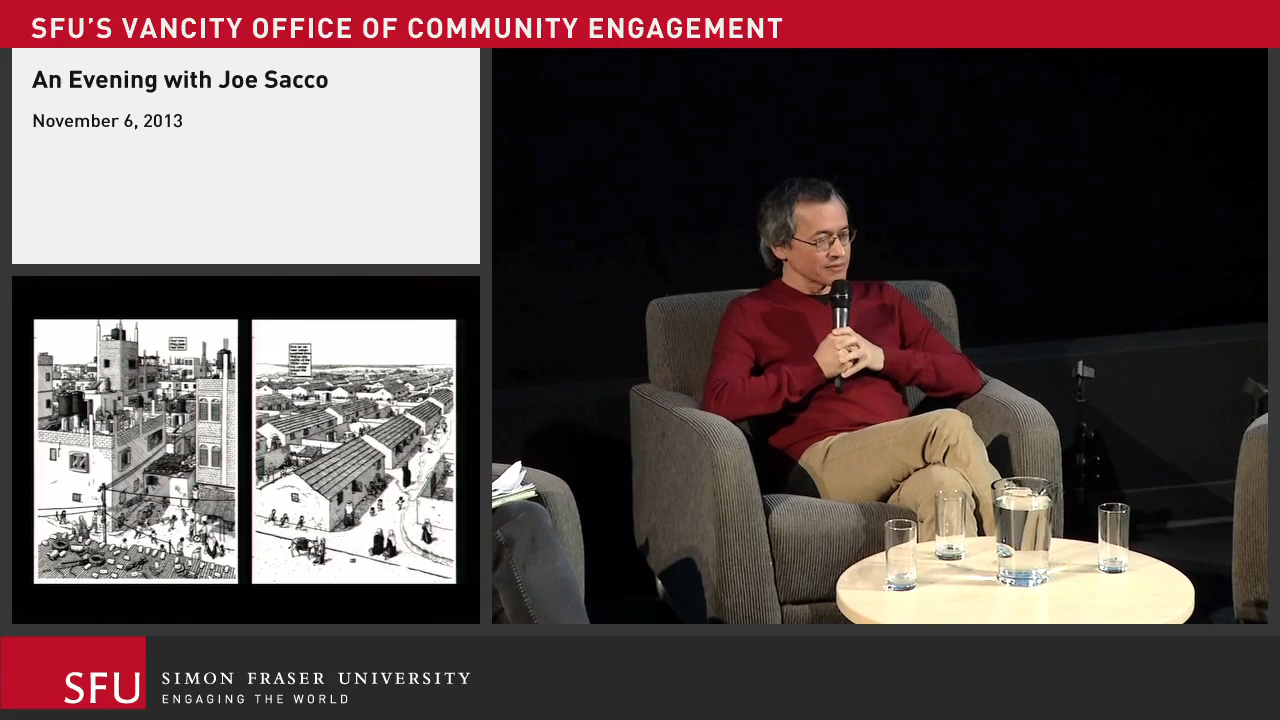 SFU'S VANCITY OFFICE OF COMMUNITY ENGAGEMENT
An Evening with Joe Sacco
November 6, 2013
SFU
SIMON FRASER UNIVERSITY
ENGAGING THE WORLD